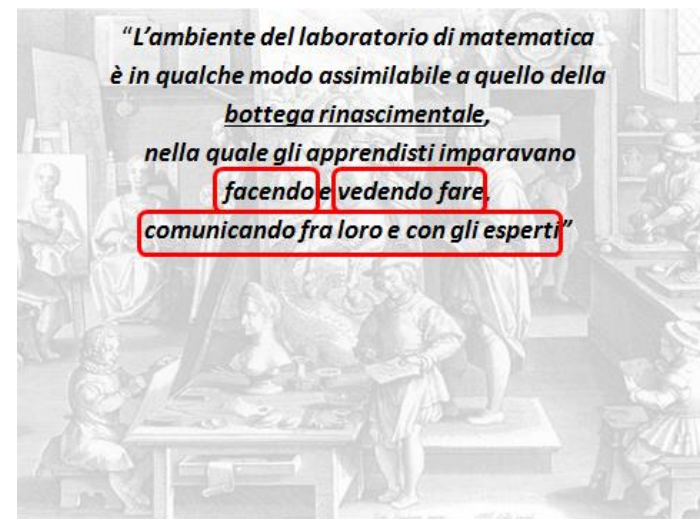 “L’ambiente del laboratorio di matematica
è in qualche modo assimilabile a quello della
bottega rinascimentale,
nella quale gli apprendisti imparavano
facendo e vedendo fare,
comunicando fra loro e con gli esperti”